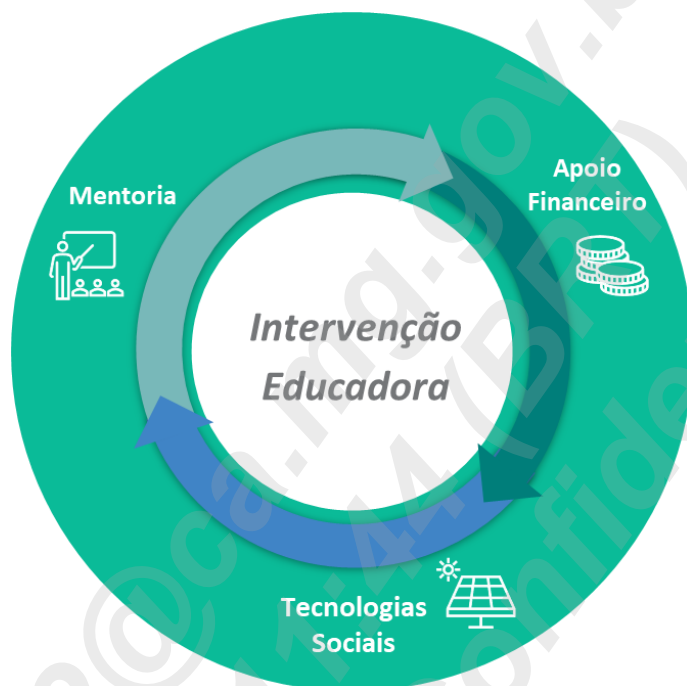 Mentoria
Apoio
Financeiro
Intervenção
Educadora
Tecnologias
Sociais